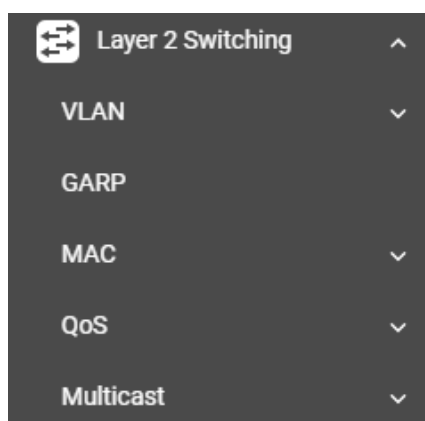 Layer 2 Switching
VLAN
GARP
MAC
QoS
Multicast